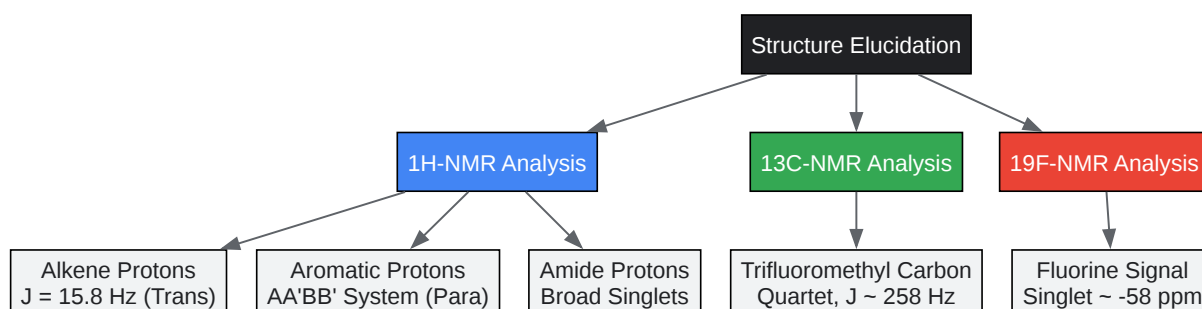 Structure Elucidation
1H-NMR Analysis
13C-NMR Analysis
19F-NMR Analysis
Alkene Protons
J = 15.8 Hz (Trans)
Aromatic Protons
AA'BB' System (Para)
Amide Protons
Broad Singlets
Trifluoromethyl Carbon
Quartet, J ~ 258 Hz
Fluorine Signal
Singlet ~ -58 ppm